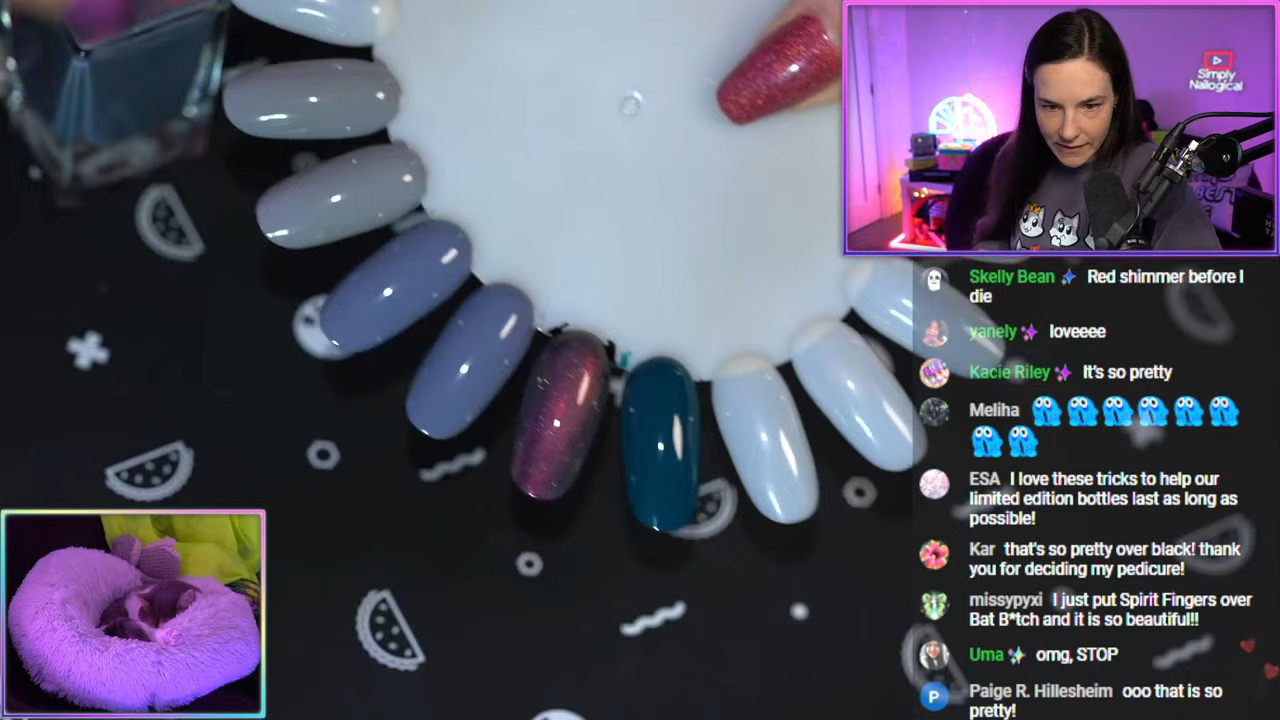 Simply
Nailogical
BEST
Skelly Bean Red shimmer before I
die
yanely loveeee
Kacie Riley It's so pretty
Meliha
ESA I love these tricks to help our
limited edition bottles last as long as
possible!
Kar that's so pretty over black! thank
you for deciding my pedicure!
missypyxi I just put Spirit Fingers over
Bat B*tch and it is so beautiful!!
Uma omg, STOP
P Paige R. Hillesheim ooo that is so
pretty!